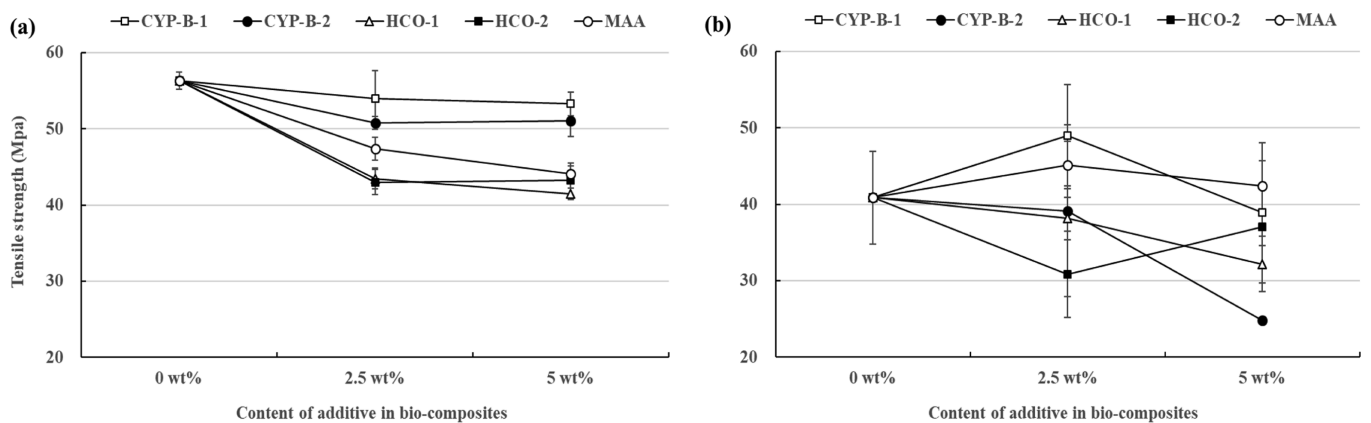 (a)
CYP-B-1 CYP-B-2 HCO-1 HCO-2 MAA
Tensile strength (Mpa)
60
50
40
30
20
0 wt% 2.5 wt% 5 wt%
Content of additive in bio-composites
(b)
CYP-B-1 CYP-B-2 HCO-1 HCO-2 MAA
60
50
40
30
20
0 wt% 2.5 wt% 5 wt%
Content of additive in bio-composites